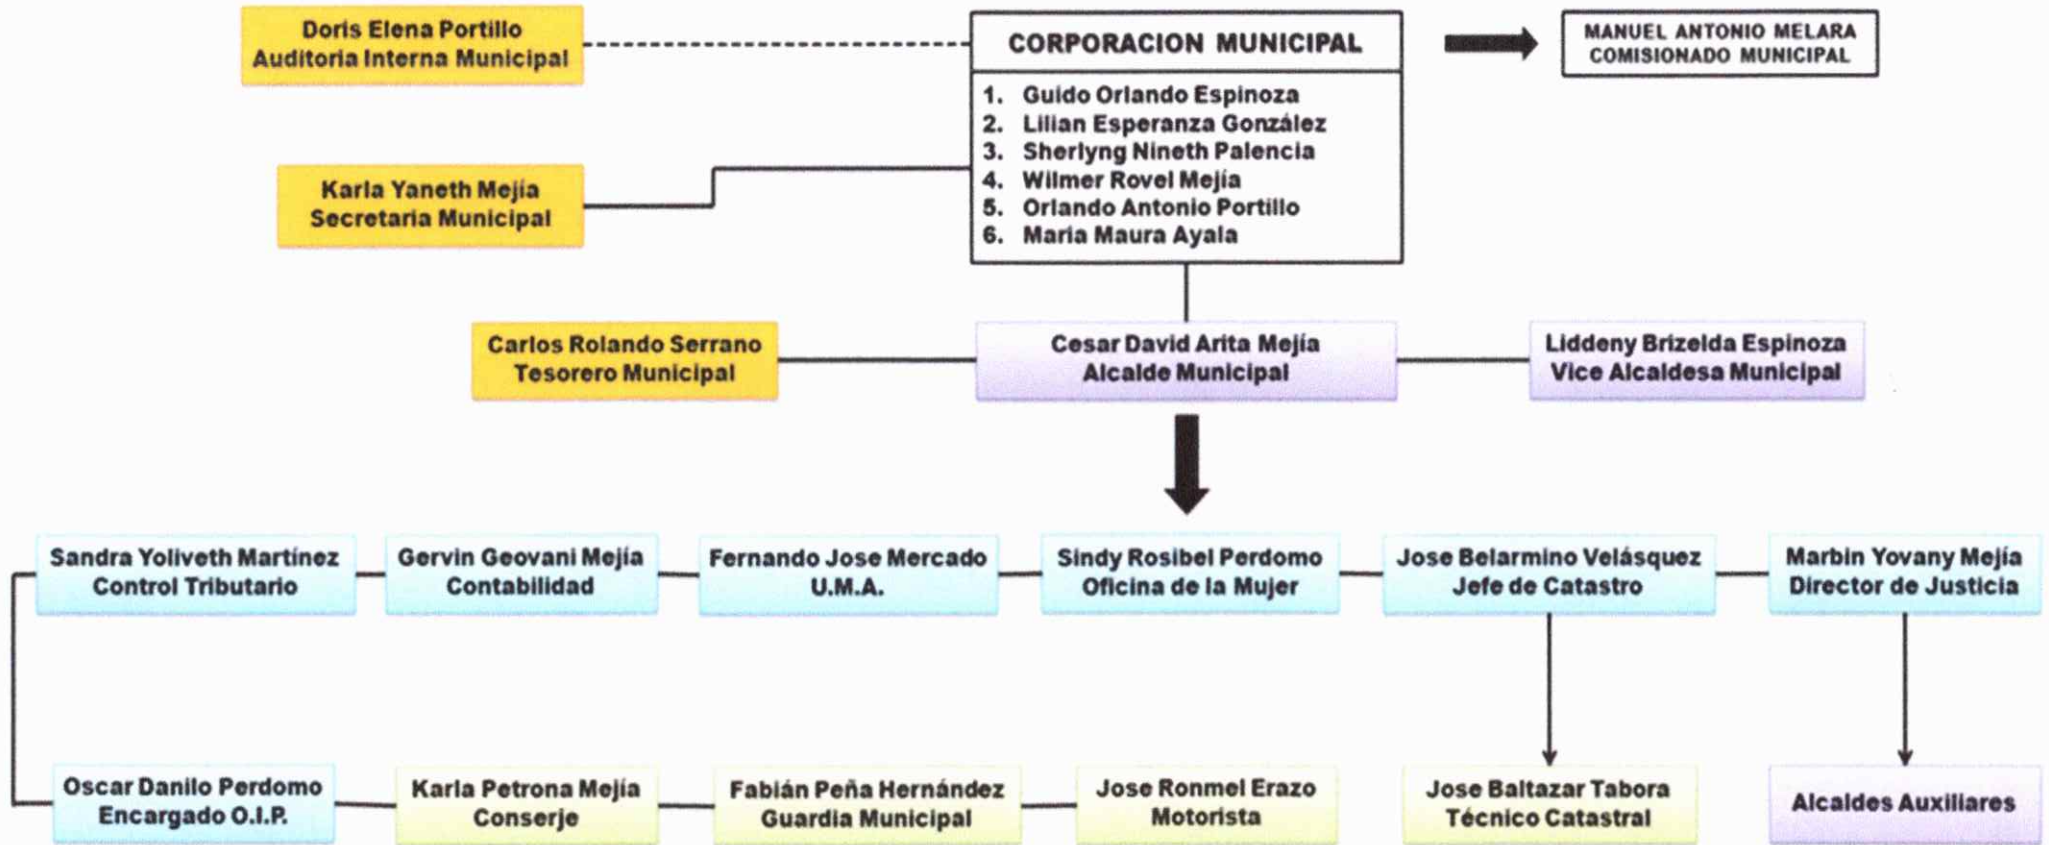 Doris Elena Portillo
Auditoria Interna Municipal
CORPORACION MUNICIPAL
MANUEL ANTONIO MELARA
COMISIONADO MUNICIPAL
1. Guido Orlando Espinoza
2. Lilian Esperanza González
3. Sherlyng Nineth Palencia
4. Wilmer Rovel Mejía
5. Orlando Antonio Portillo
6. Maria Maura Ayala
Karla Yaneth Mejía
Secretaria Municipal
Carlos Rolando Serrano
Tesorero Municipal
Cesar David Arita Mejía
Alcalde Municipal
Liddeny Brizelda Espinoza
Vice Alcaldesa Municipal
Sandra Yoliveth Martínez
Control Tributario
Gervin Geovani Mejía
Contabilidad
Fernando Jose Mercado
U.M.A.
Sindy Rosibel Perdomo
Oficina de la Mujer
Jose Belarmino Velásquez
Jefe de Catastro
Marbin Yovany Mejía
Director de Justicia
Oscar Danilo Perdomo
Encargado O.I.P.
Karla Petrona Mejía
Conserje
Fabián Peña Hernández
Guardia Municipal
Jose Ronmel Erazo
Motorista
Jose Baltazar Tabora
Técnico Catastral
Alcaldes Auxiliares